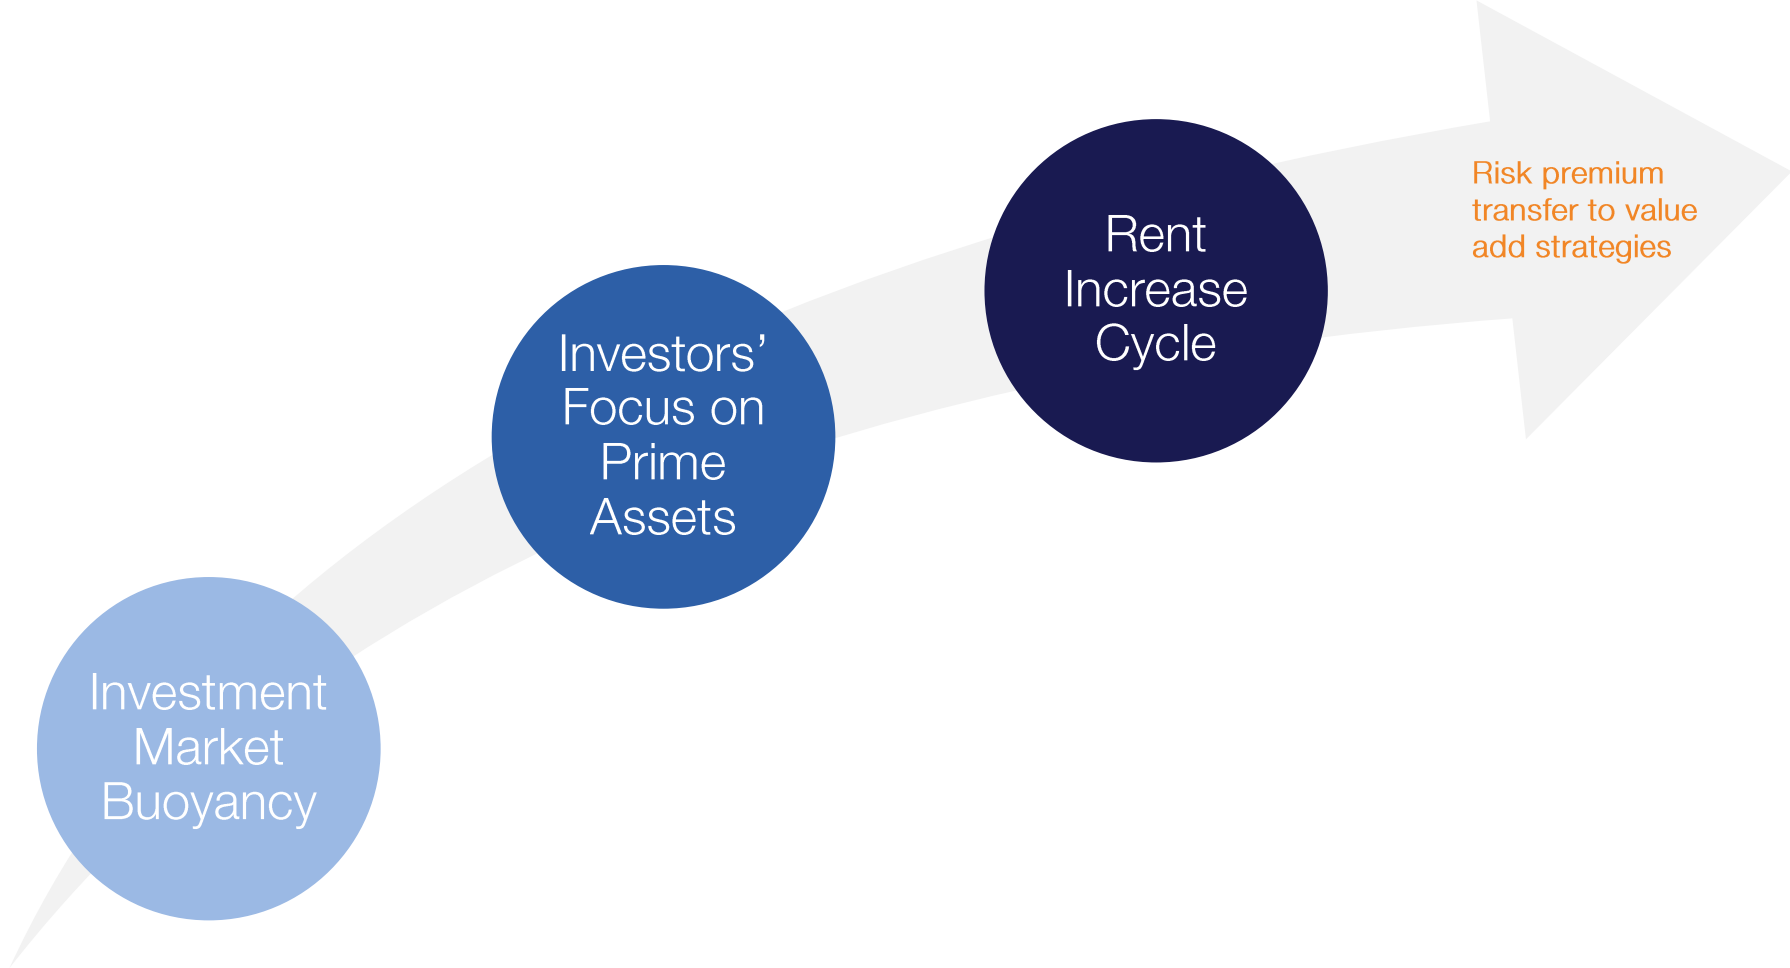 Investment
Market
Buoyancy
Investors’
Focus on
Prime
Assets
Rent
Increase
Cycle
Risk premium
transfer to value
add strategies